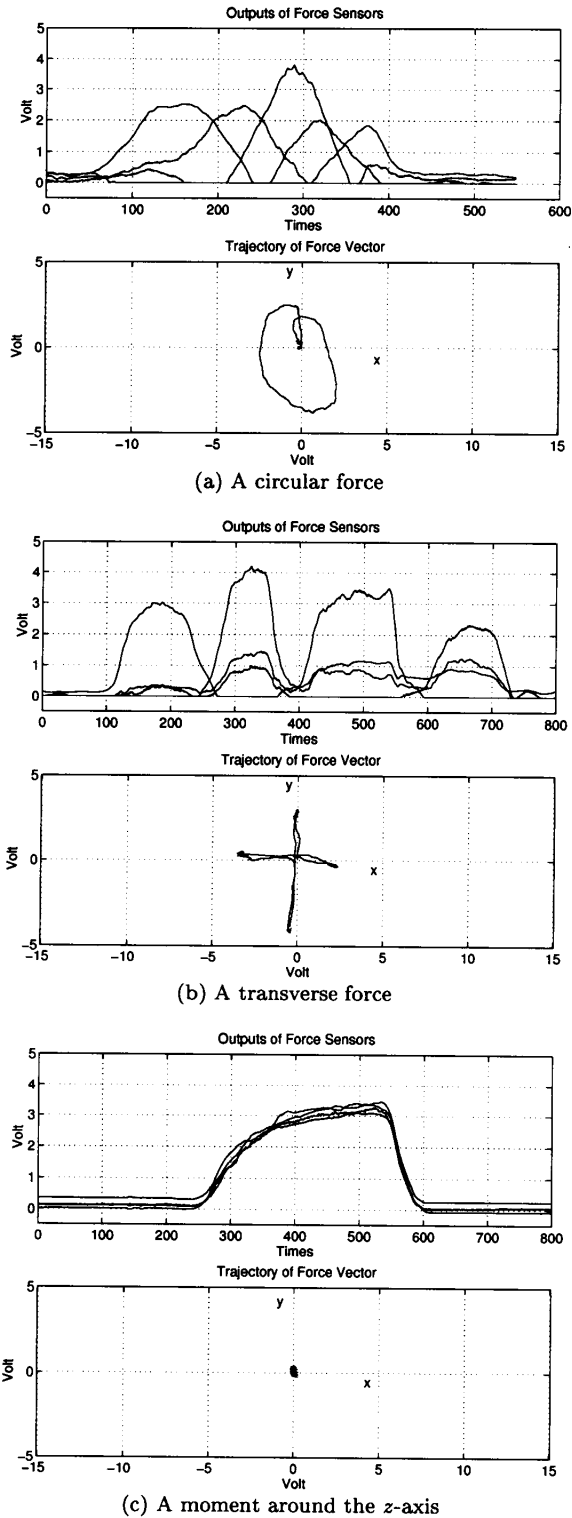 Outputs of Force Sensors
5
4
3
2
1
0
Volt
0 100 200 300 400 500 600
Times
Trajectory of Force Vector
5
0
−5
Volt
y
x
−15 −10 −5 0 5 10 15
Volt
(a) A circular force
Outputs of Force Sensors
5
4
3
2
1
0
Volt
0 100 200 300 400 500 600 700 800
Times
Trajectory of Force Vector
5
0
−5
Volt
y
x
−15 −10 −5 0 5 10 15
Volt
(b) A transverse force
Outputs of Force Sensors
5
4
3
2
1
0
Volt
0 100 200 300 400 500 600 700 800
Times
Trajectory of Force Vector
5
0
−5
Volt
y
x
−15 −10 −5 0 5 10 15
Volt
(c) A moment around the z-axis